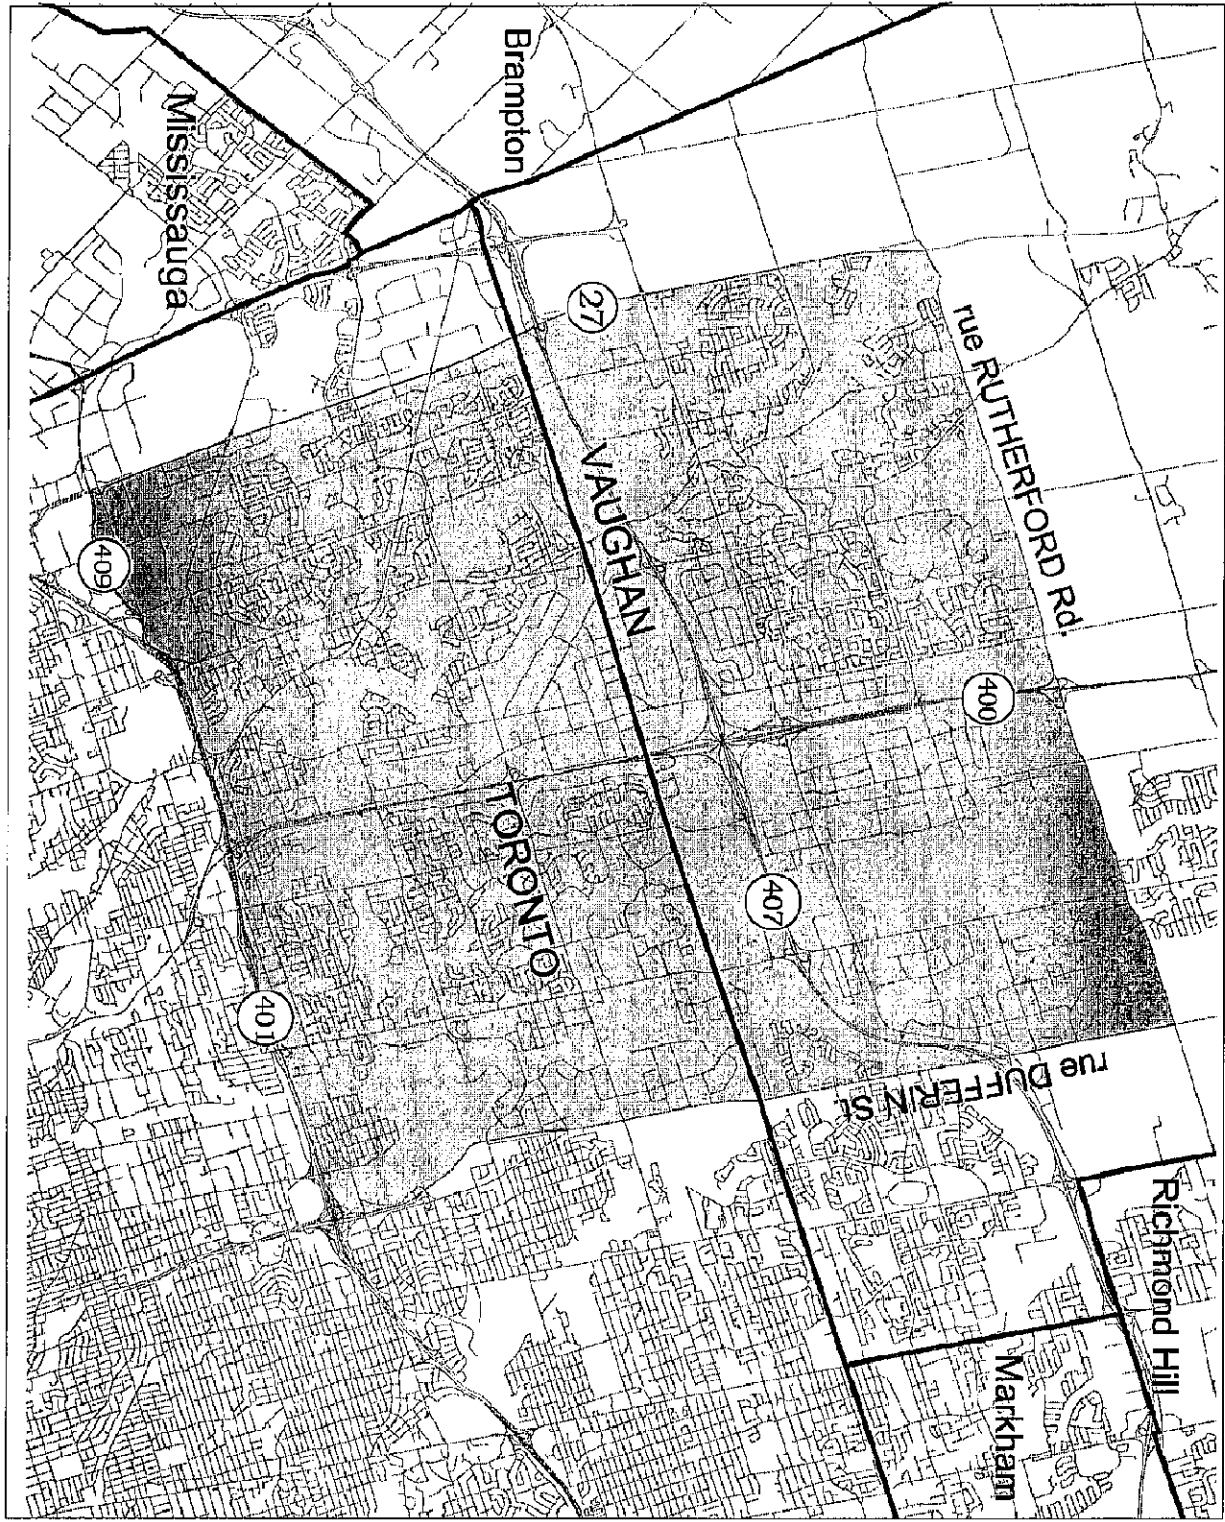 Brampton
Mississauga
27
rue RUTHERFORD Rd.
VAUGHAN
409
400
TORONTO
407
401
rue DUFFERIN St.
Richmond Hill
Markham